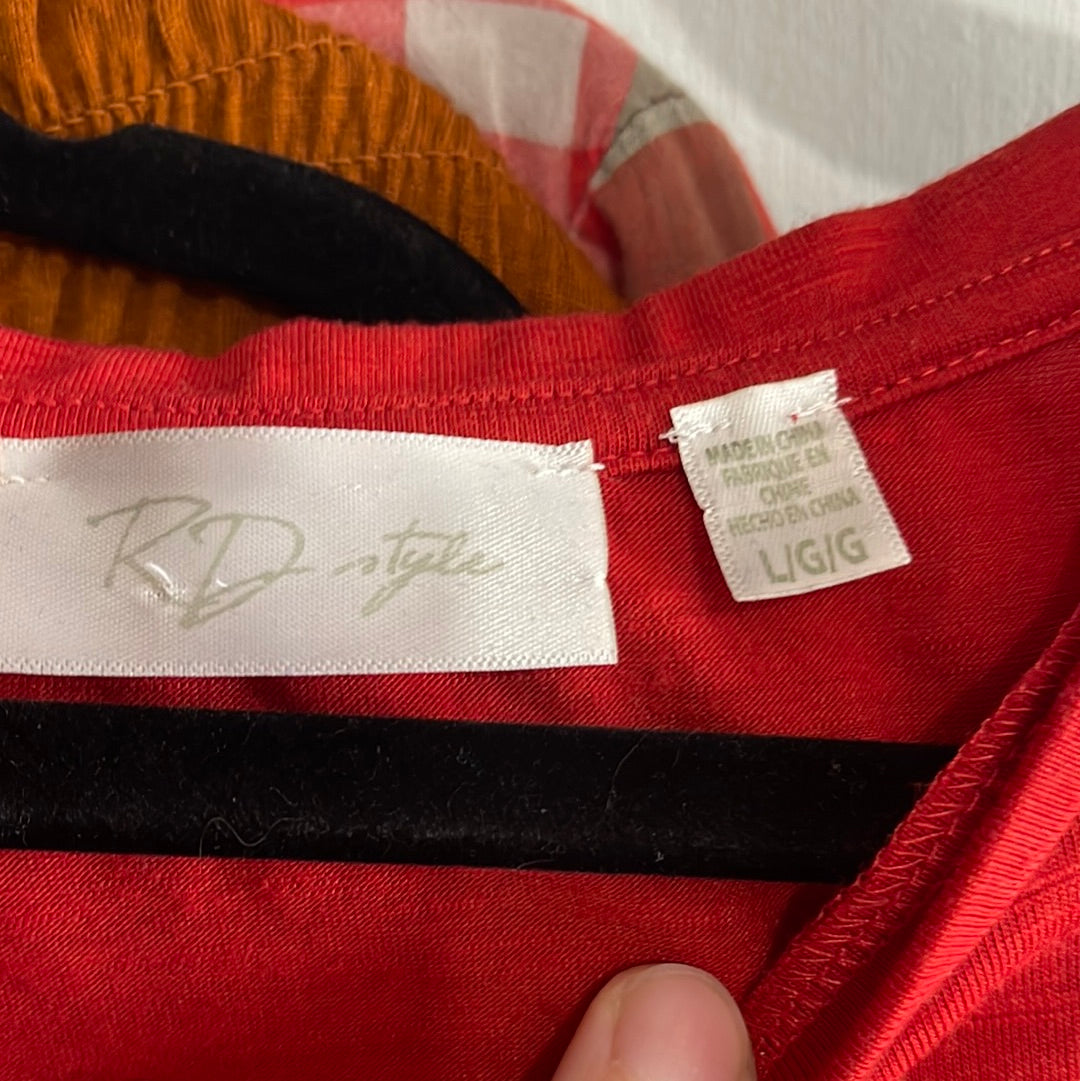 RD style
MADE IN CHINA
FABRIQUE EN
CHINE
HECHO EN CHINA
L/G/G